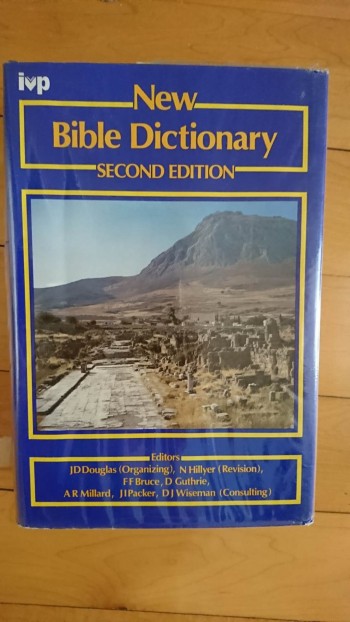 ivp
New
Bible Dictionary
SECOND EDITION
Editors
J D Douglas (Organizing), N Hillyer (Revision),
F F Bruce, D Guthrie,
A R Millard, J I Packer, D J Wiseman (Consulting)